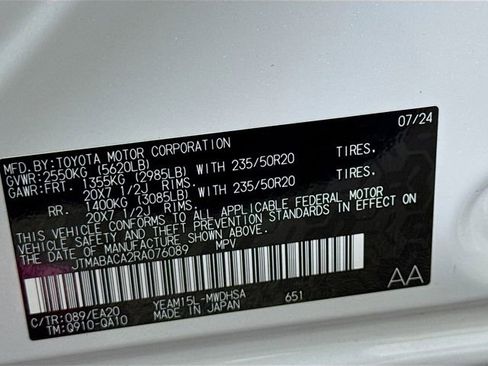 07/24
MFD.BY:TOYOTA MOTOR CORPORATION
GVWR:2550KG (5620LB)
GAWR:FRT. 1355KG (2985LB) WITH 235/50R20 TIRES.
20X7 1/2J RIMS.
RR. 1400KG (3085LB) WITH 235/50R20 TIRES.
20X7 1/2J RIMS.
THIS VEHICLE CONFORMS TO ALL APPLICABLE FEDERAL MOTOR
VEHICLE SAFETY AND THEFT PREVENTION STANDARDS IN EFFECT ON
THE DATE OF MANUFACTURE SHOWN ABOVE.
JTMABACA2RA076089 MPV
C/TR:089/EA20 YEAM15L-MWDHSA 651
TM:Q910-QA10 MADE IN JAPAN
AA